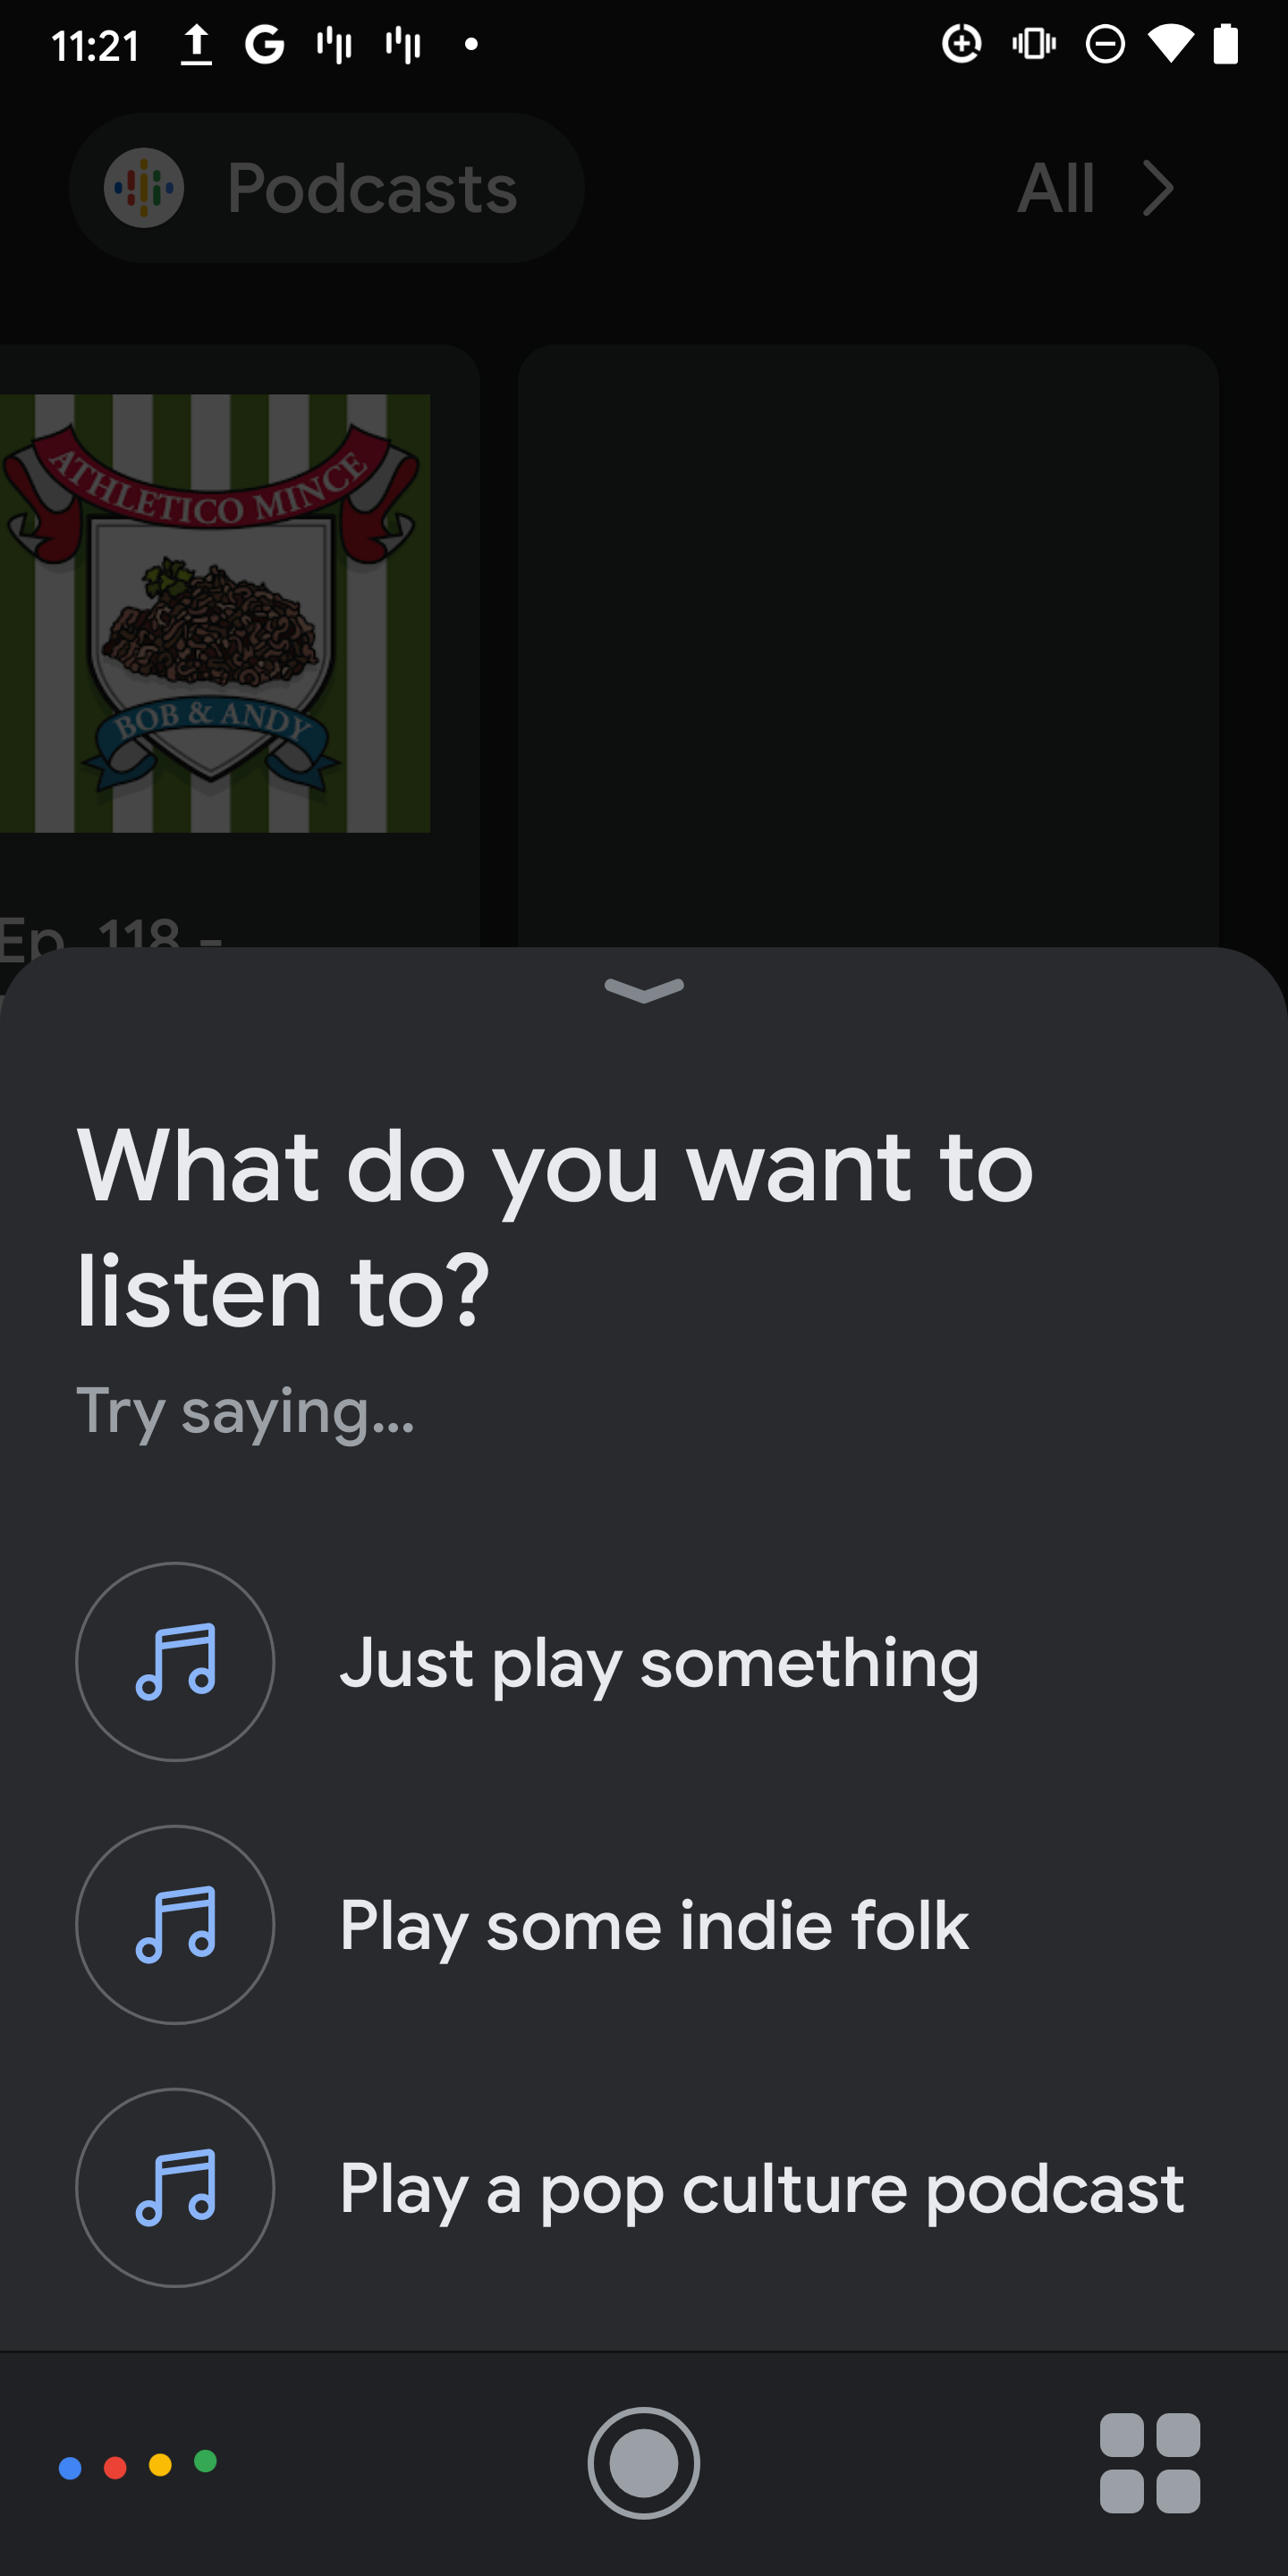 11:21
Podcasts
All
ATHLETICO MINCE
BOB & ANDY
Ep. 118 -
What do you want to
listen to?
Try saying...
Just play something
Play some indie folk
Play a pop culture podcast